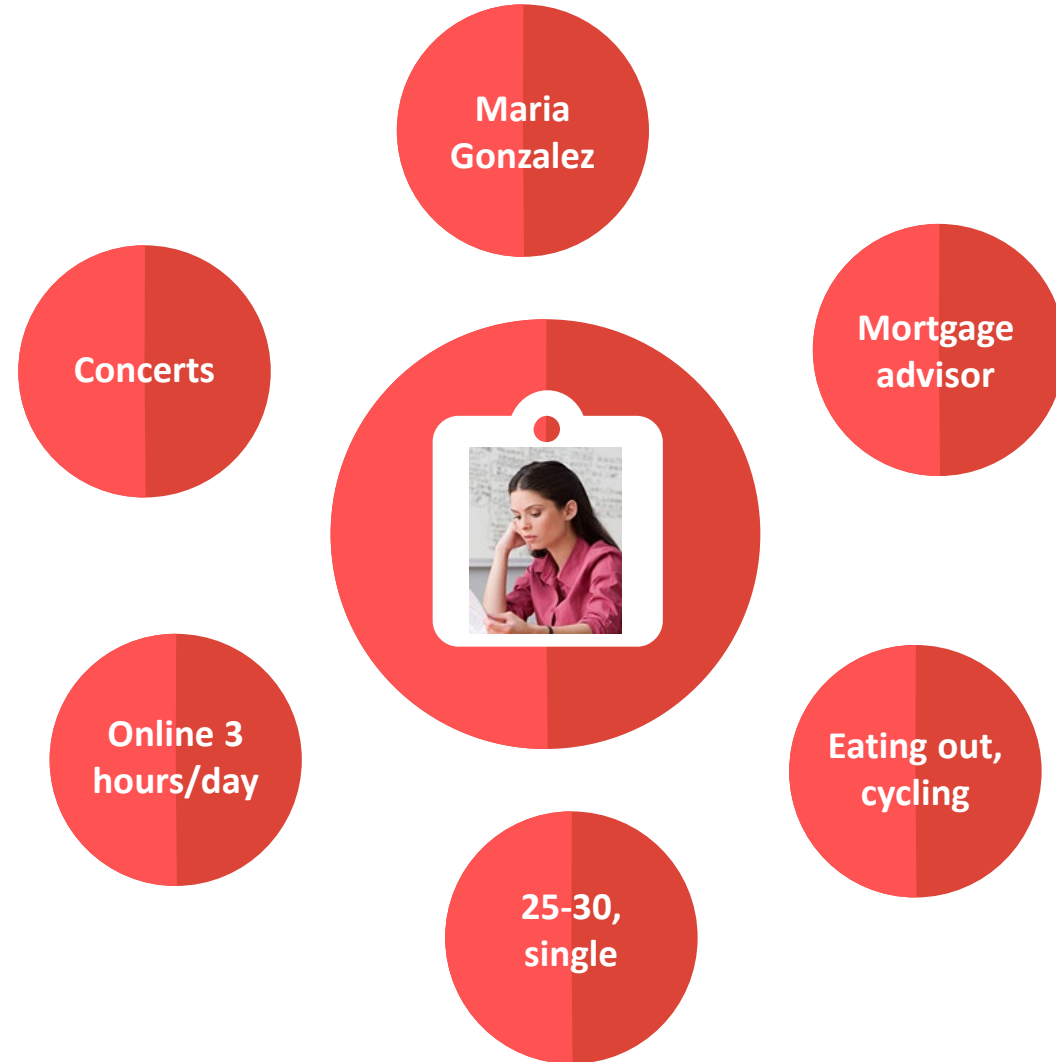 Maria
Gonzalez
Mortgage
advisor
Eating out,
cycling
25-30,
single
Online 3
hours/day
Concerts